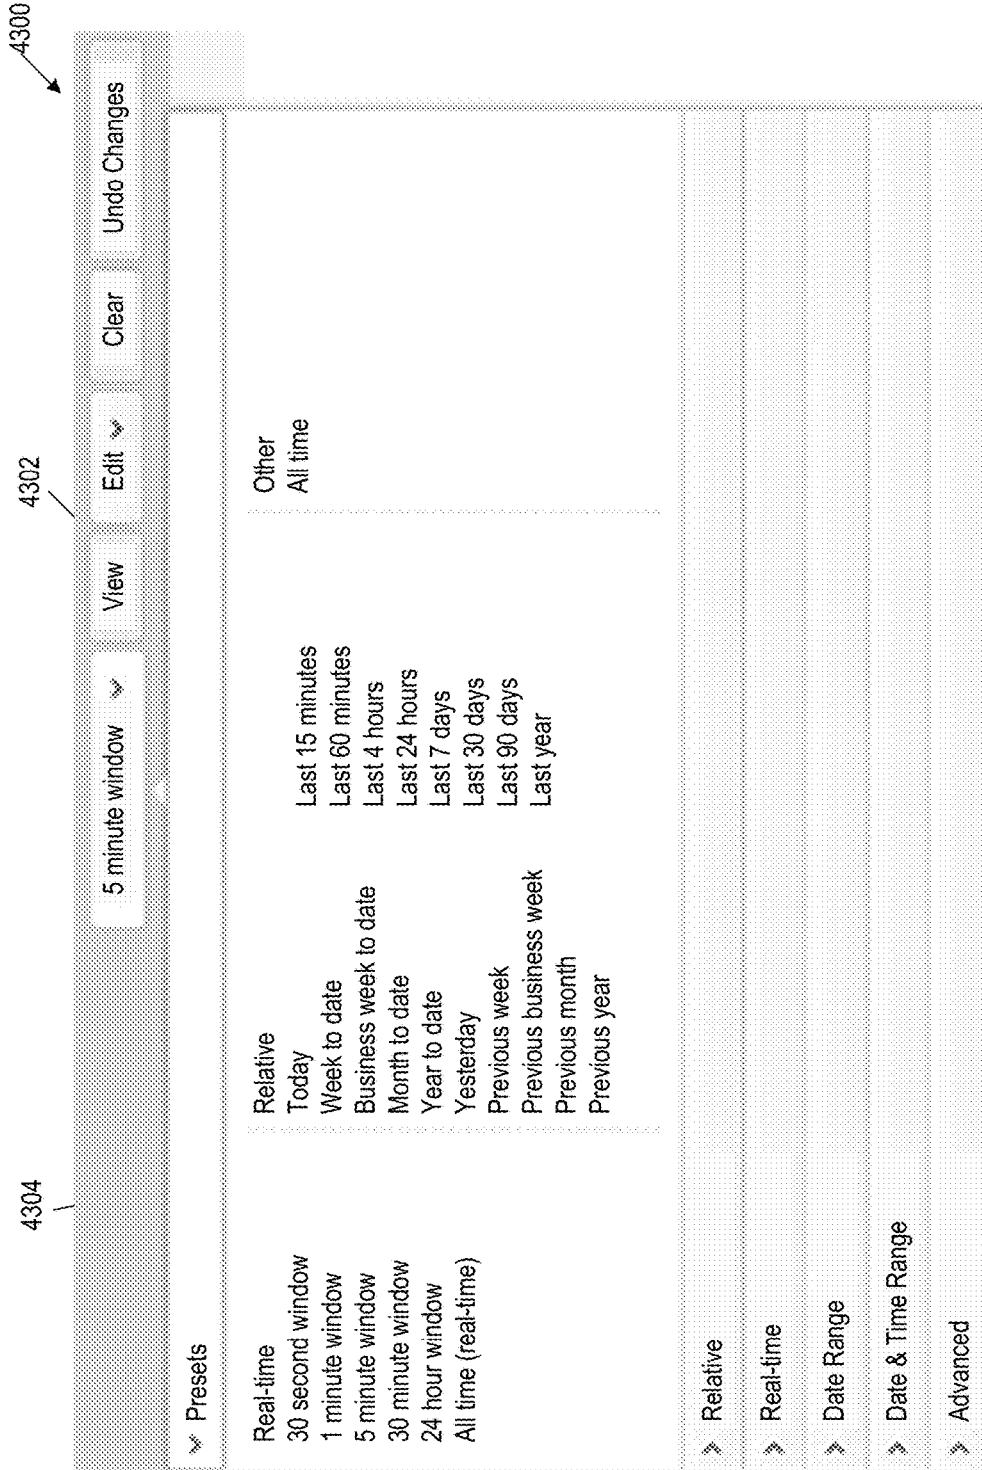 4300
4302
4304
5 minute window
View
Edit
Clear
Undo Changes
Presets
Real-time
30 second window
1 minute window
5 minute window
30 minute window
24 hour window
All time (real-time)
Relative
Today
Week to date
Business week to date
Month to date
Year to date
Yesterday
Previous week
Previous business week
Previous month
Previous year
Last 15 minutes
Last 60 minutes
Last 4 hours
Last 24 hours
Last 7 days
Last 30 days
Last 90 days
Last year
Other
All time
Relative
Real-time
Date Range
Date & Time Range
Advanced